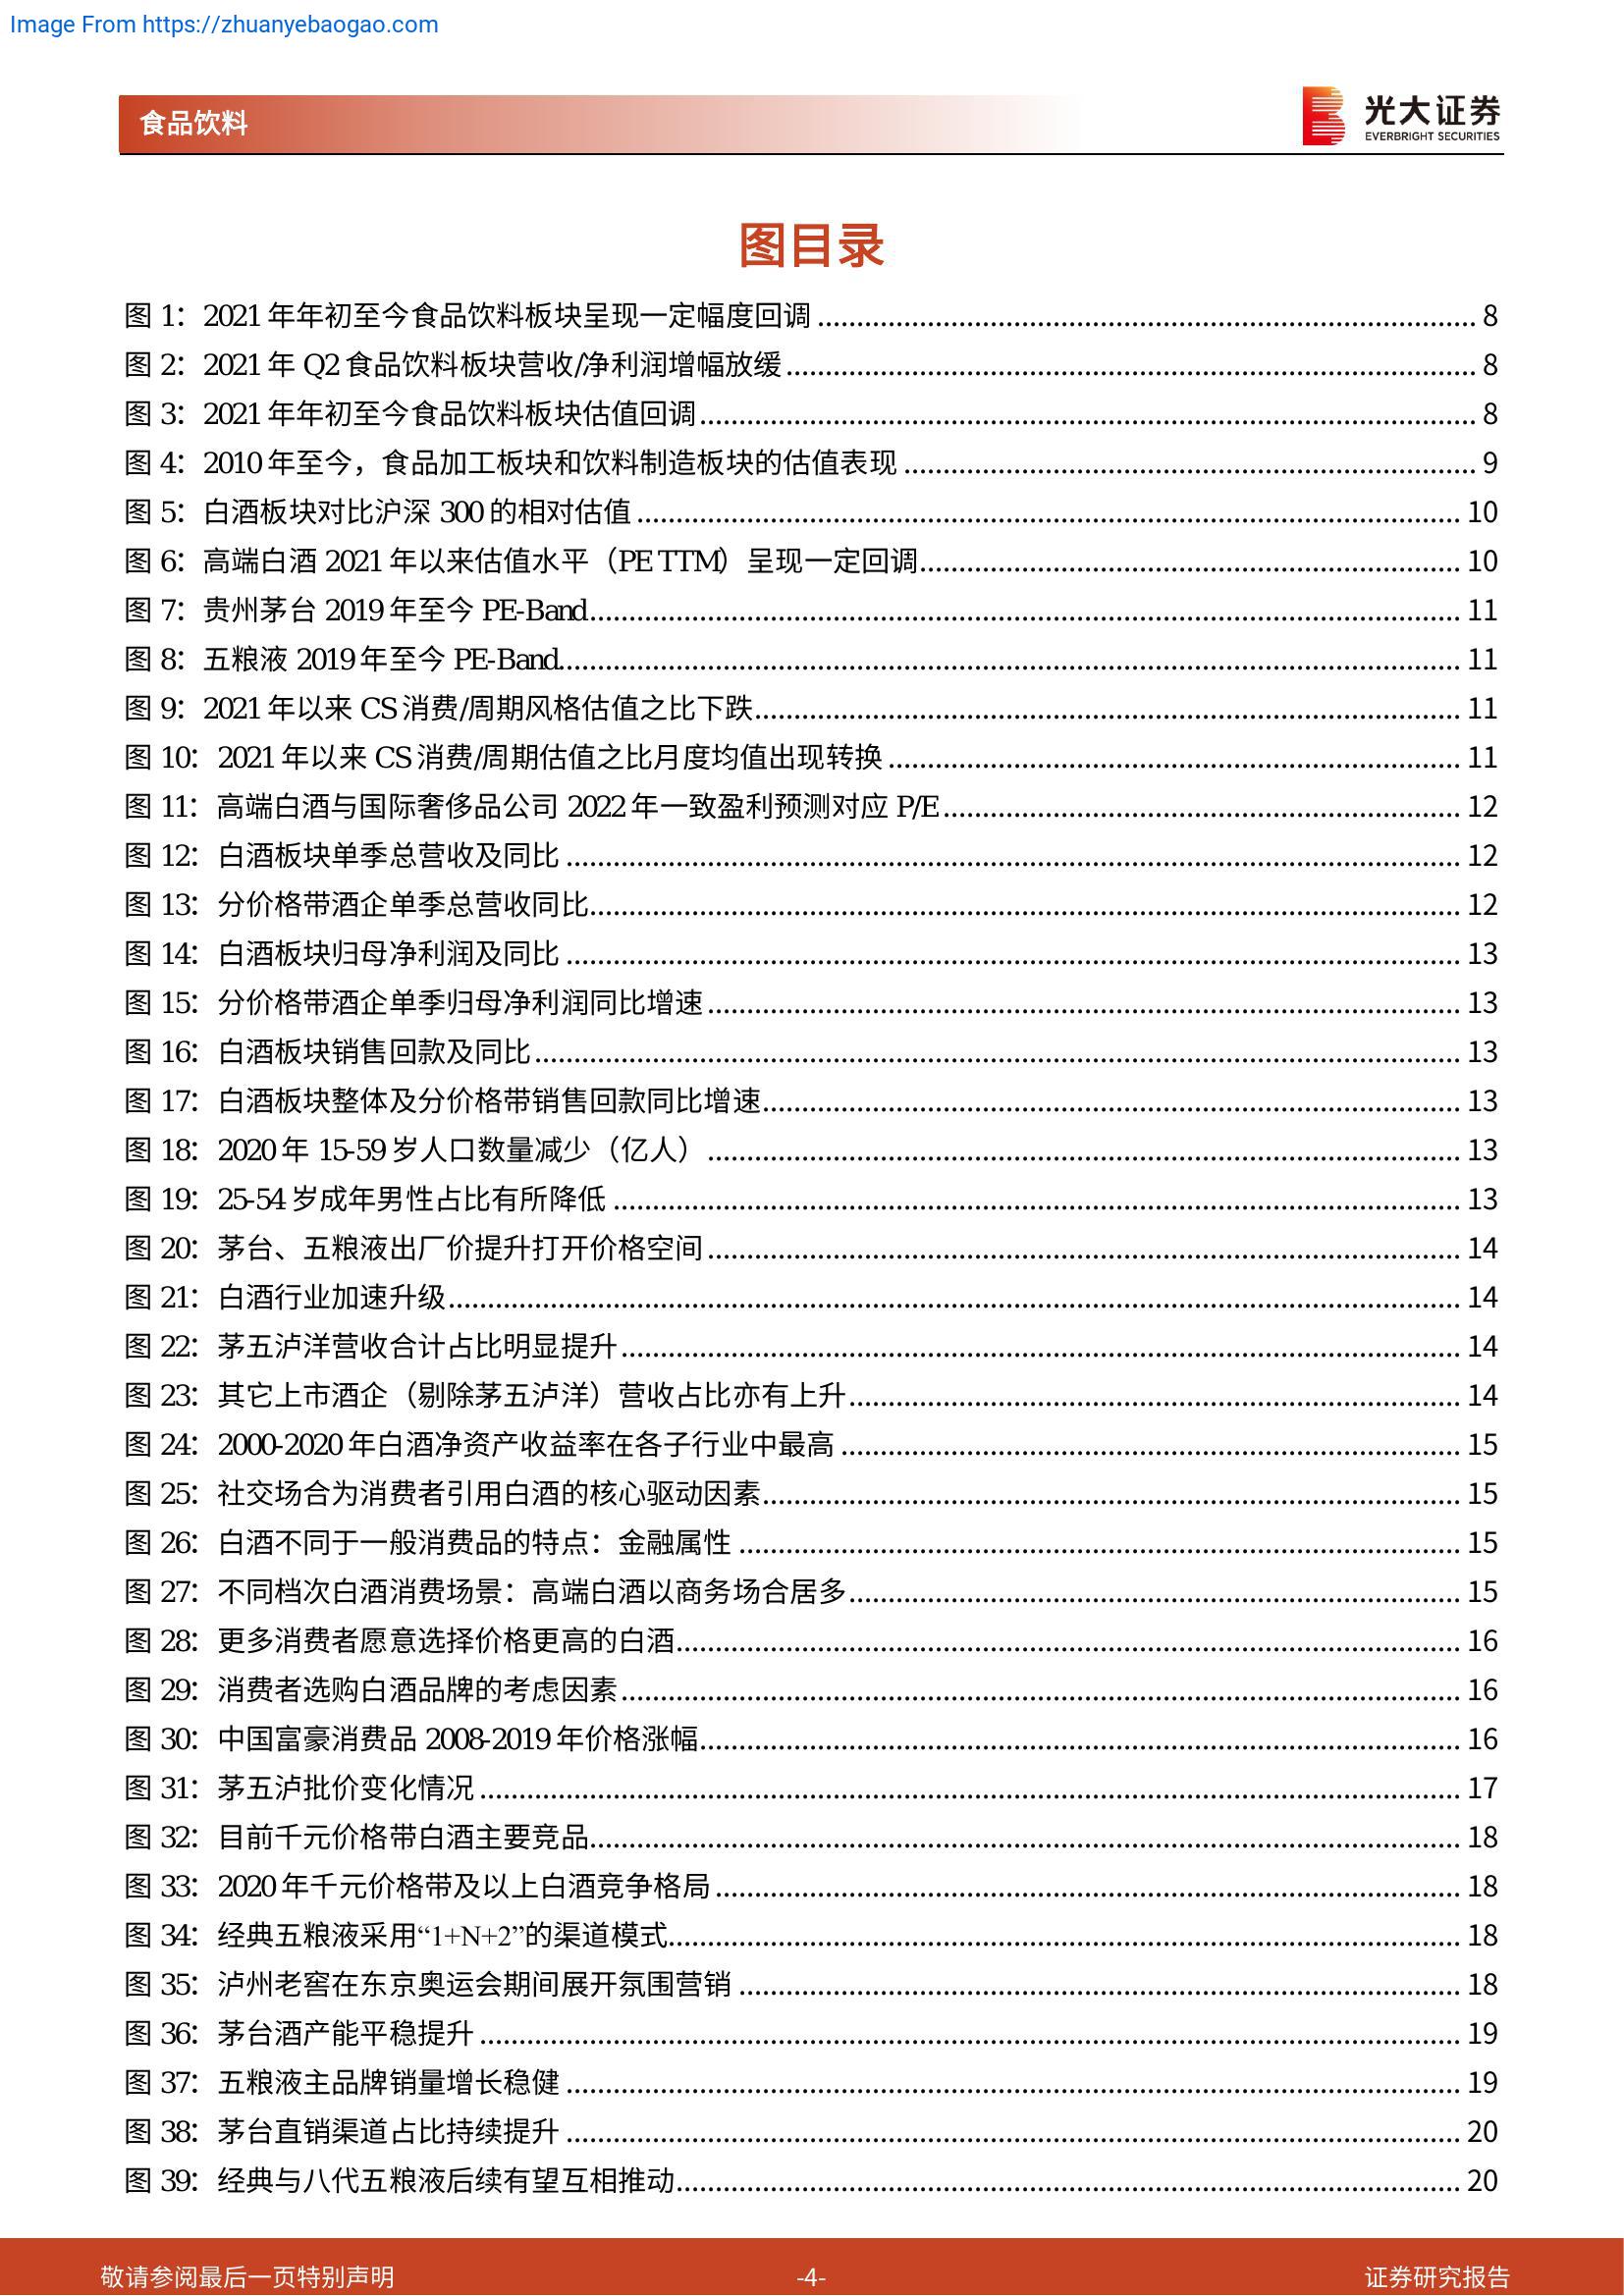 Image From https://zhuanyebaogao.com
食品饮料
光大证券
EVERBRIGHT SECURITIES
图目录
图 1：2021 年年初至今食品饮料板块呈现一定幅度回调 8
图 2：2021 年 Q2 食品饮料板块营收/净利润增幅放缓 8
图 3：2021 年年初至今食品饮料板块估值回调 8
图 4：2010 年至今，食品加工板块和饮料制造板块的估值表现 9
图 5：白酒板块对比沪深 300 的相对估值 10
图 6：高端白酒 2021 年以来估值水平（PE TTM）呈现一定回调 10
图 7：贵州茅台 2019 年至今 PE-Band 11
图 8：五粮液 2019 年至今 PE-Band 11
图 9：2021 年以来 CS 消费/周期风格估值之比下跌 11
图 10：2021 年以来 CS 消费/周期估值之比月度均值出现转换 11
图 11：高端白酒与国际奢侈品公司 2022 年一致盈利预测对应 P/E 12
图 12：白酒板块单季总营收及同比 12
图 13：分价格带酒企单季总营收同比 12
图 14：白酒板块归母净利润及同比 13
图 15：分价格带酒企单季归母净利润同比增速 13
图 16：白酒板块销售回款及同比 13
图 17：白酒板块整体及分价格带销售回款同比增速 13
图 18：2020 年 15-59 岁人口数量减少（亿人） 13
图 19：25-54 岁成年男性占比有所降低 13
图 20：茅台、五粮液出厂价提升打开价格空间 14
图 21：白酒行业加速升级 14
图 22：茅五泸洋营收合计占比明显提升 14
图 23：其它上市酒企（剔除茅五泸洋）营收占比亦有上升 14
图 24：2000-2020 年白酒净资产收益率在各子行业中最高 15
图 25：社交场合为消费者引用白酒的核心驱动因素 15
图 26：白酒不同于一般消费品的特点：金融属性 15
图 27：不同档次白酒消费场景：高端白酒以商务场合居多 15
图 28：更多消费者愿意选择价格更高的白酒 16
图 29：消费者选购白酒品牌的考虑因素 16
图 30：中国富豪消费品 2008-2019 年价格涨幅 16
图 31：茅五泸批价变化情况 17
图 32：目前千元价格带白酒主要竞品 18
图 33：2020 年千元价格带及以上白酒竞争格局 18
图 34：经典五粮液采用“1+N+2”的渠道模式 18
图 35：泸州老窖在东京奥运会期间展开氛围营销 18
图 36：茅台酒产能平稳提升 19
图 37：五粮液主品牌销量增长稳健 19
图 38：茅台直销渠道占比持续提升 20
图 39：经典与八代五粮液后续有望互相推动 20
敬请参阅最后一页特别声明 -4- 证券研究报告